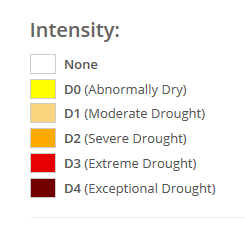 Intensity:
None
D0 (Abnormally Dry)
D1 (Moderate Drought)
D2 (Severe Drought)
D3 (Extreme Drought)
D4 (Exceptional Drought)